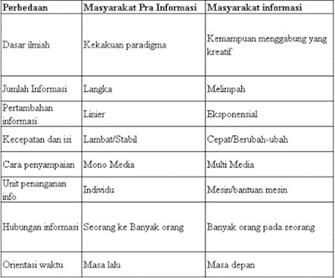 Perbedaan Masyarakat Pra Informasi Masyarakat informasi
Dasar ilmiah Kekakuan paradigma Kemampuan menggabung yang
kreatif
Jumlah Informasi Langka Melimpah
Pertambahan
informasi Linier Eksponensial
Kecepatan dan isi Lambat/Stabil Cepat/Berubah-ubah
Cara penyampaian Mono Media Multi Media
Unit penanganan
info Individu Mesin/bantuan mesin
Hubungan informasi Seorang ke Banyak orang Banyak orang pada seorang
Orientasi waktu Masa lalu Masa depan